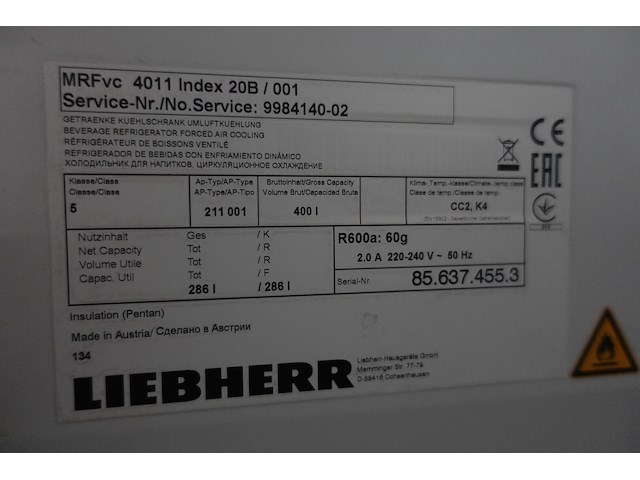 MRFvc 4011 Index 20B / 001
Service-Nr./No.Service: 9984140-02
GETRAENKE KUEHLSCHRANK UMLUFTKUEHLUNG
BEVERAGE REFRIGERATOR FORCED AIR COOLING
RÉFRIGÉRATEUR DE BOISSONS VENTILÉ
REFRIGERADOR DE BEBIDAS CON ENFRIAMIENTO DINÁMICO
ХОЛОДИЛЬНИК ДЛЯ НАПИТКОВ, ЦИРКУЛЯЦИОННОЕ ОХЛАЖДЕНИЕ
CE
EAC
Klasse/Class Ap-Typ/AP-Type Bruttoinhalt/Gross Capacity Klima.-Temp.-klasse/Climate.-temp.class
Classe/Class AP-Type/AP-Tipo Volume Brut/Capacidad Bruta Classe de temp./Clase de temp.
5 211 001 400 l CC2, K4
Nutzinhalt Ges / K
Net.Capacity Tot / R
Volume Utile Tot / R
Capac. Util Tot / F
286 l / 286 l
R600a: 60g
2.0 A 220-240 V ~ 50 Hz
Serial-Nr. 85.637.455.3
Insulation (Pentan)
Made in Austria/ Сделано в Австрии
134
LIEBHERR
Liebherr-Hausgeräte GmbH
Memminger Str. 77-79
D-88416 Ochsenhausen